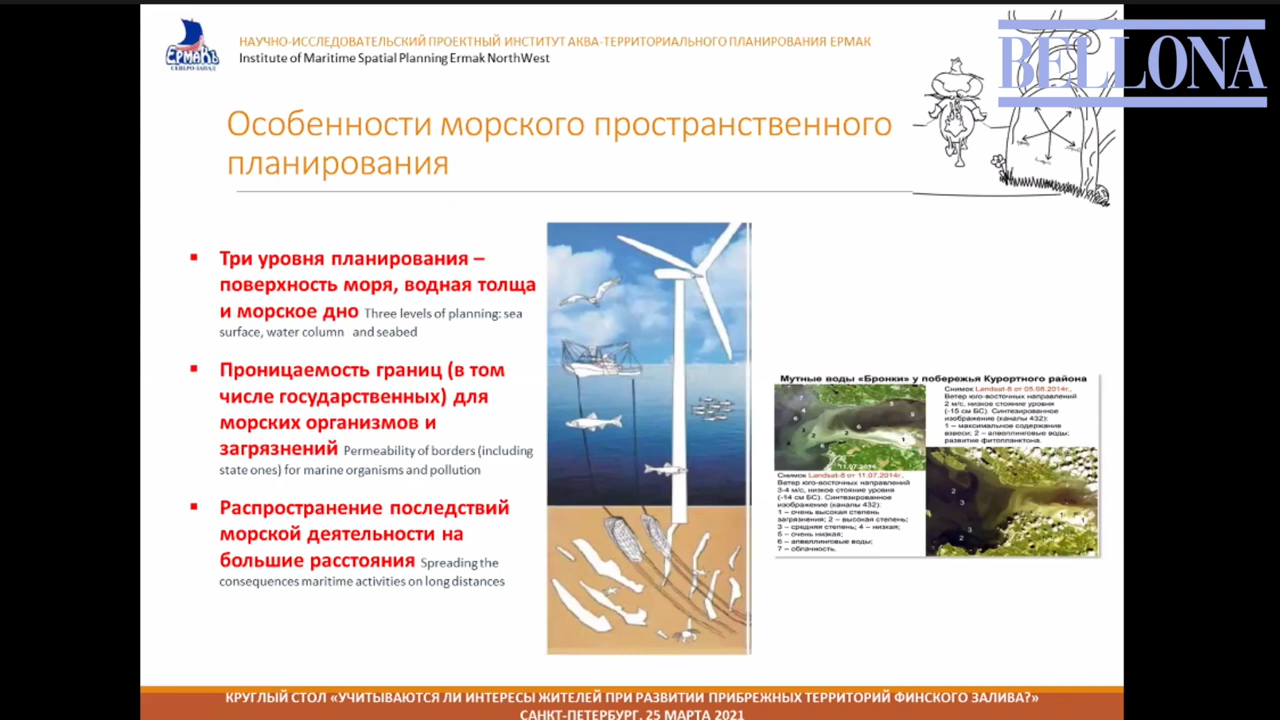 НАУЧНО-ИССЛЕДОВАТЕЛЬСКИЙ ПРОЕКТНЫЙ ИНСТИТУТ АКВА-ТЕРРИТОРИАЛЬНОГО ПЛАНИРОВАНИЯ ЕРМАК
Institute of Maritime Spatial Planning Ermak NorthWest
ЕРМАКЪ
СЕВЕРО-ЗАПАД
BELLONA
Особенности морского пространственного
планирования
▪ Три уровня планирования –
поверхность моря, водная толща
и морское дно Three levels of planning: sea
surface, water column and seabed
▪ Проницаемость границ (в том
числе государственных) для
морских организмов и
загрязнений Permeability of borders (including
state ones) for marine organisms and pollution
▪ Распространение последствий
морской деятельности на
большие расстояния Spreading the
consequences maritime activities on long distances
Мутные воды «Бронки» у побережья Курортного района
Снимок Landsat-8 от 05.08.2014г.,
Ветер юго-восточных направлений
2 м/с, низкое стояние уровня
(-15 см БС). Синтезированное
изображение (каналы 432):
1 – максимальное содержание
взвеси; 2 – апвеллинговые воды;
развитие фитопланктона.
11.07.2014
Снимок Landsat-8 от 11.07.2014г.,
Ветер юго-восточных направлений
3-4 м/с, низкое стояние уровня
(-14 см БС). Синтезированное
изображение (каналы 432):
1 – очень высокая степень
загрязнения; 2 – высокая степень;
3 – средняя степень; 4 – низкая;
5 – очень низкая;
6 – апвеллинговые воды;
7 – облачность.
КРУГЛЫЙ СТОЛ «УЧИТЫВАЮТСЯ ЛИ ИНТЕРЕСЫ ЖИТЕЛЕЙ ПРИ РАЗВИТИИ ПРИБРЕЖНЫХ ТЕРРИТОРИЙ ФИНСКОГО ЗАЛИВА?»
САНКТ-ПЕТЕРБУРГ, 25 МАРТА 2021